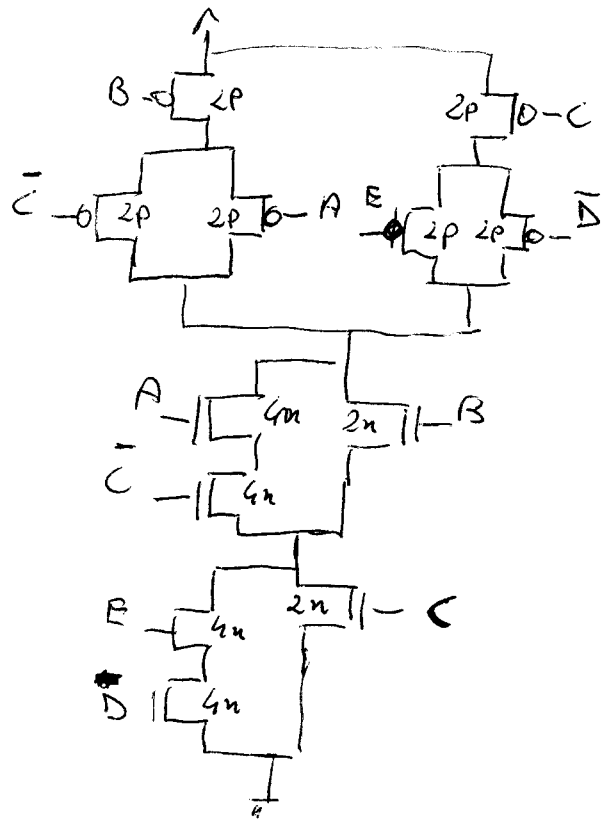 B 2p 2p C
C̅ 2p 2p A E 2p 2p D̅
A 4n 2n B
C̅ 4n
E 4n 2n C
D 4n